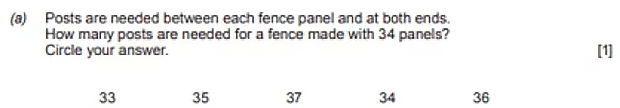 (a) Posts are needed between each fence panel and at both ends.
How many posts are needed for a fence made with 34 panels?
Circle your answer. [1]
33 35 37 34 36